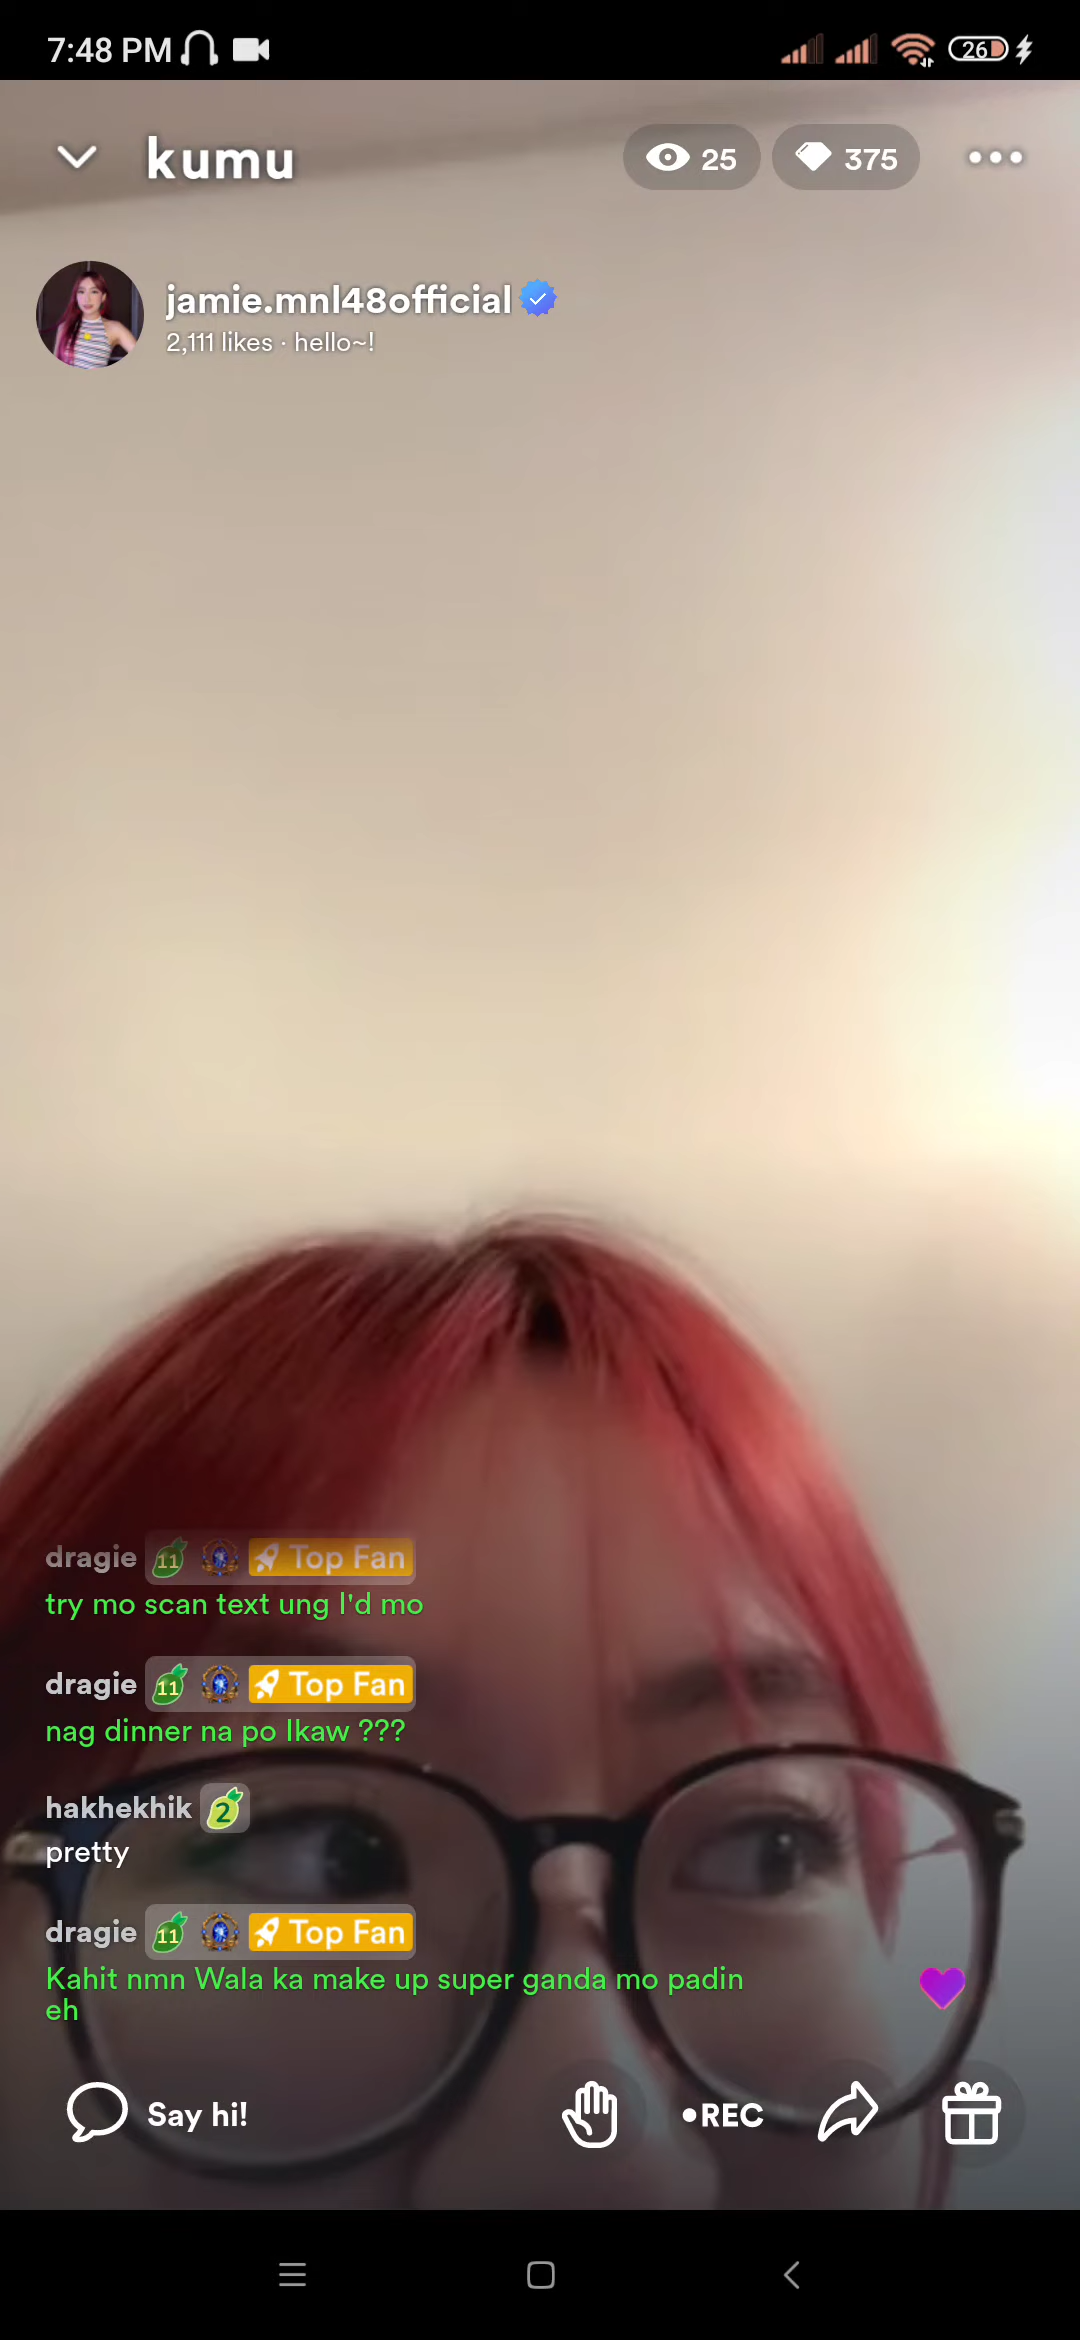 7:48 PM
26
kumu
25
375
jamie.mnl48official
2,111 likes · hello~!
dragie 11 Top Fan
try mo scan text ung I'd mo
dragie 11 Top Fan
nag dinner na po Ikaw ???
hakhekhik 2
pretty
dragie 11 Top Fan
Kahit nmn Wala ka make up super ganda mo padin
eh
Say hi!
•REC